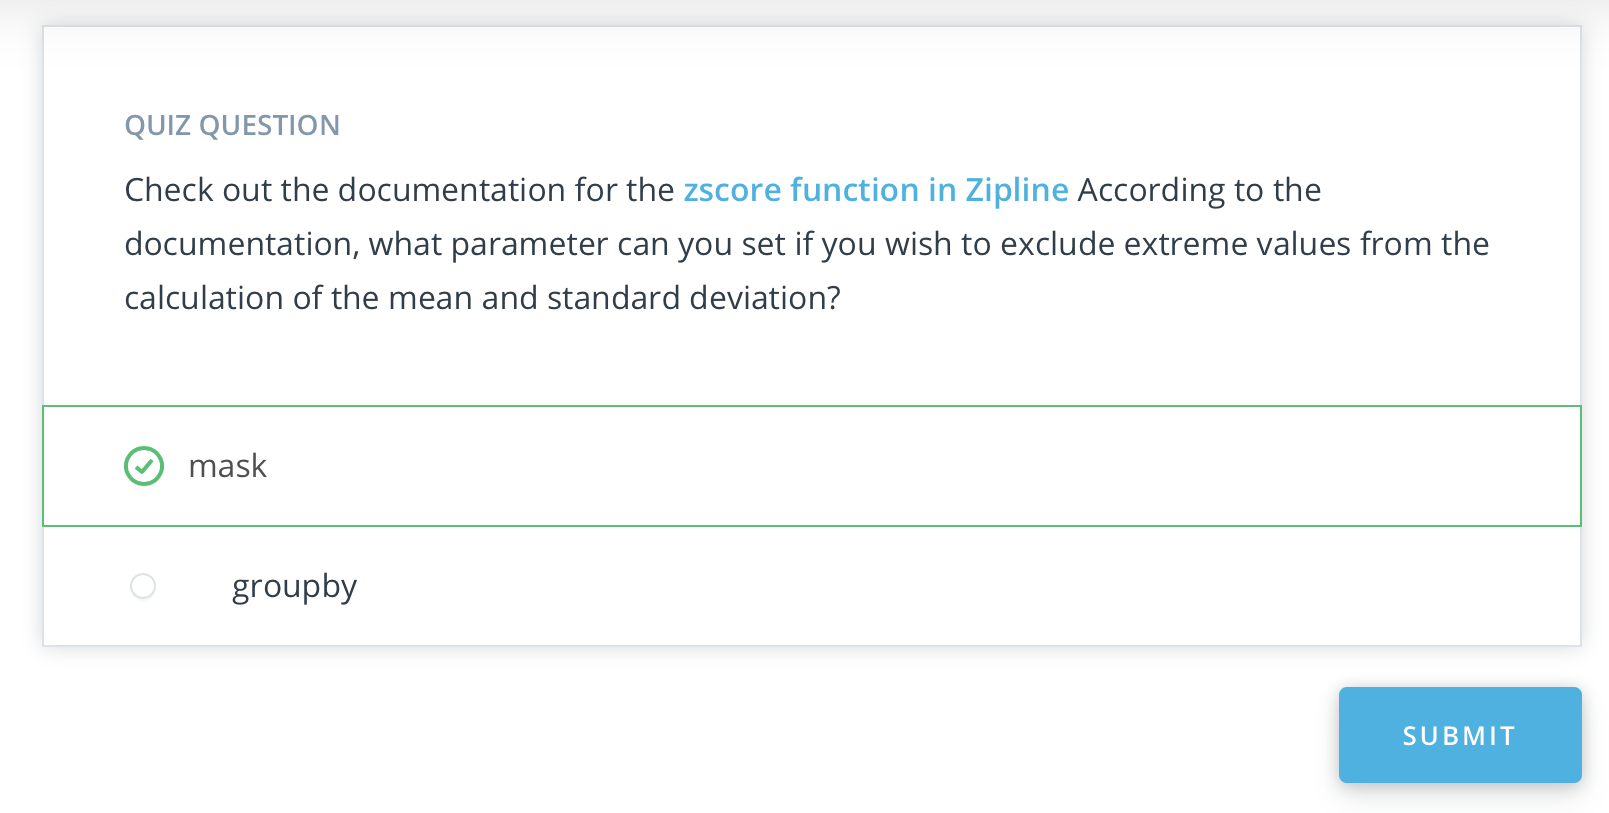 QUIZ QUESTION
Check out the documentation for the zscore function in Zipline According to the
documentation, what parameter can you set if you wish to exclude extreme values from the
calculation of the mean and standard deviation?
mask
groupby
SUBMIT